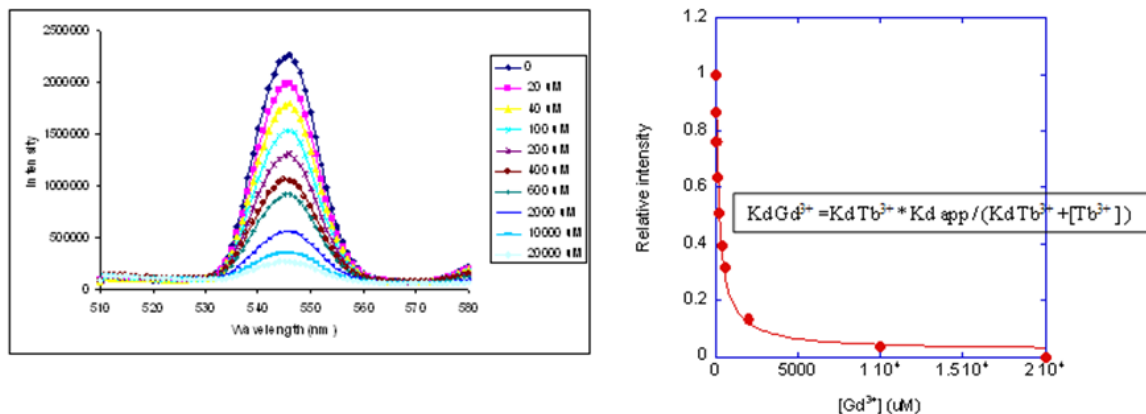 2500000
2000000
1500000
1000000
500000
0
Intensity
510 520 530 540 550 560 570 580
Wavelength (nm)
0
20 uM
40 uM
100 uM
200 uM
400 uM
600 uM
2000 uM
10000 uM
20000 uM
1.2
1
0.8
0.6
0.4
0.2
0
Relative intensity
KdGd³⁺=KdTb³⁺*Kd app/(KdTb³⁺+[Tb³⁺])
0 5000 1 10⁴ 1.5 10⁴ 2 10⁴
[Gd³⁺] (uM)